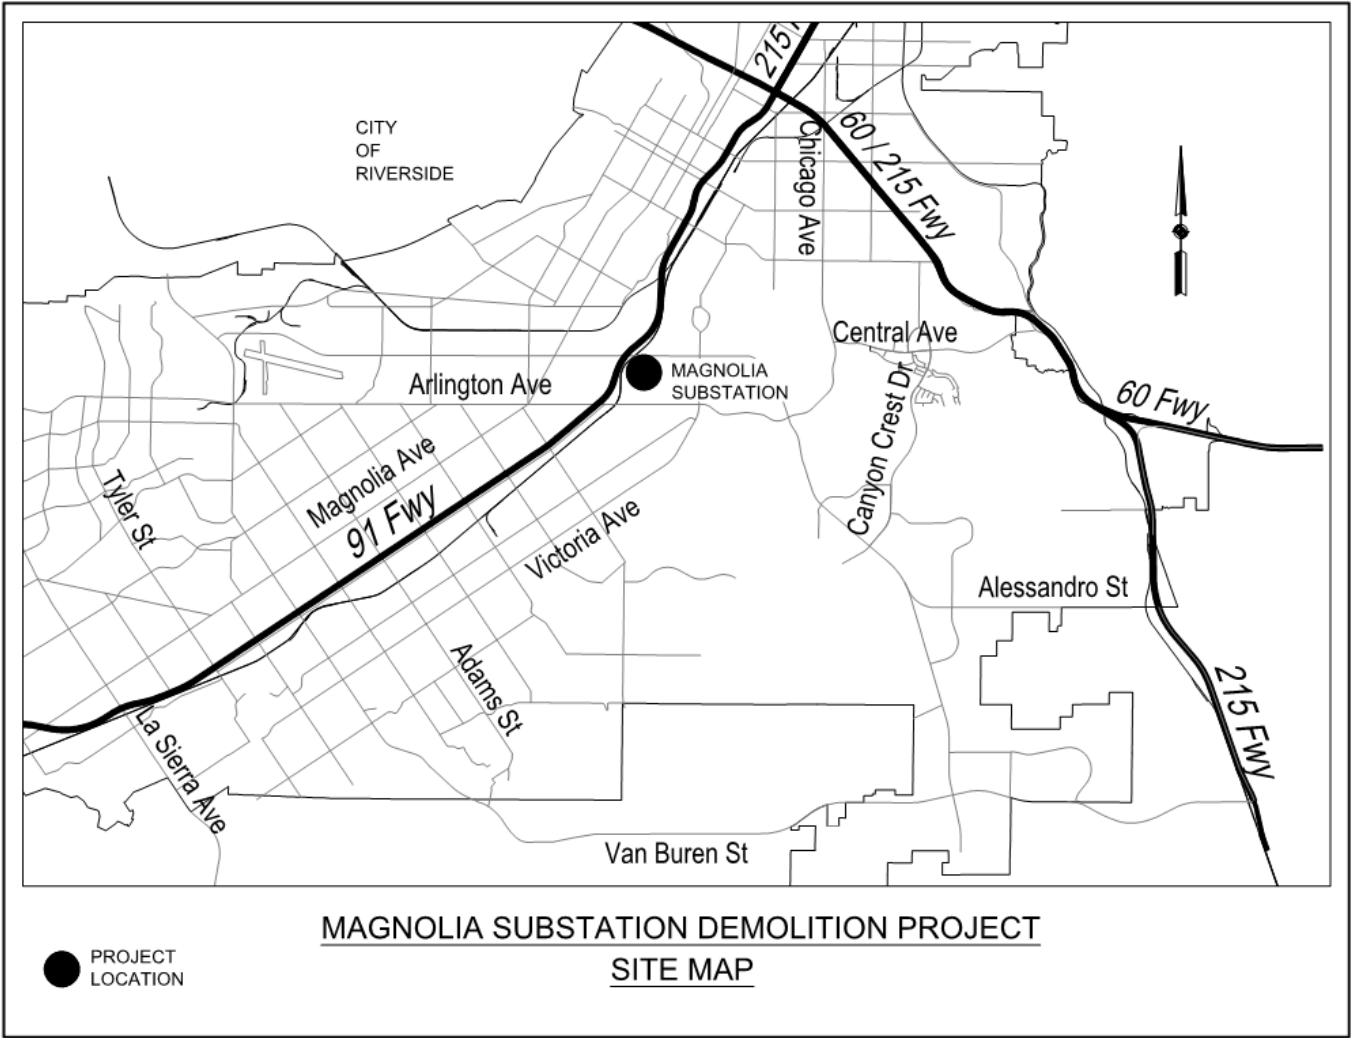 215
CITY
OF
RIVERSIDE
Chicago Ave
60 / 215 Fwy
Central Ave
MAGNOLIA
SUBSTATION
Arlington Ave
60 Fwy
Canyon Crest Dr
Magnolia Ave
91 Fwy
Tyler St
Victoria Ave
Alessandro St
Adams St
215 Fwy
La Sierra Ave
Van Buren St
MAGNOLIA SUBSTATION DEMOLITION PROJECT
SITE MAP
PROJECT
LOCATION